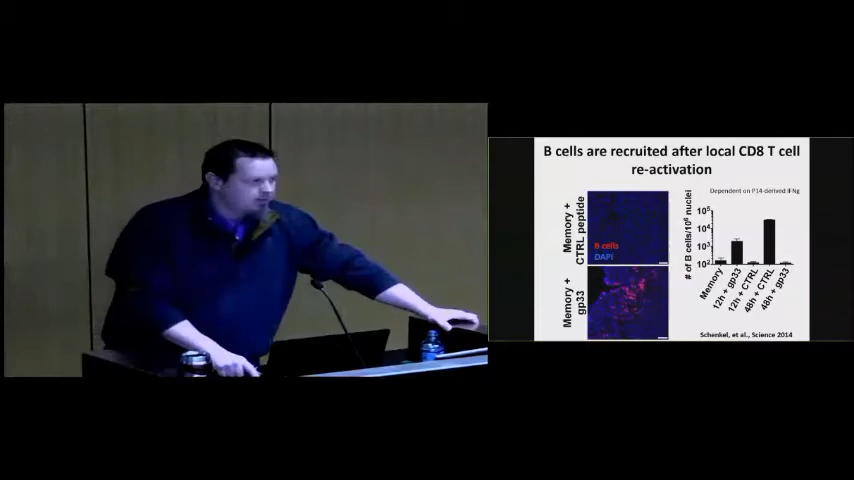 B cells are recruited after local CD8 T cell
re-activation
Dependent on P14-derived IFNg
Memory +
CTRL peptide
B cells
DAPI
Memory +
gp33
# of B cells/10⁶ nuclei
10⁵
10⁴
10³
10²
Memory
12h + gp33
12h + CTRL
48h + CTRL
48h + gp33
Schenkel, et al., Science 2014